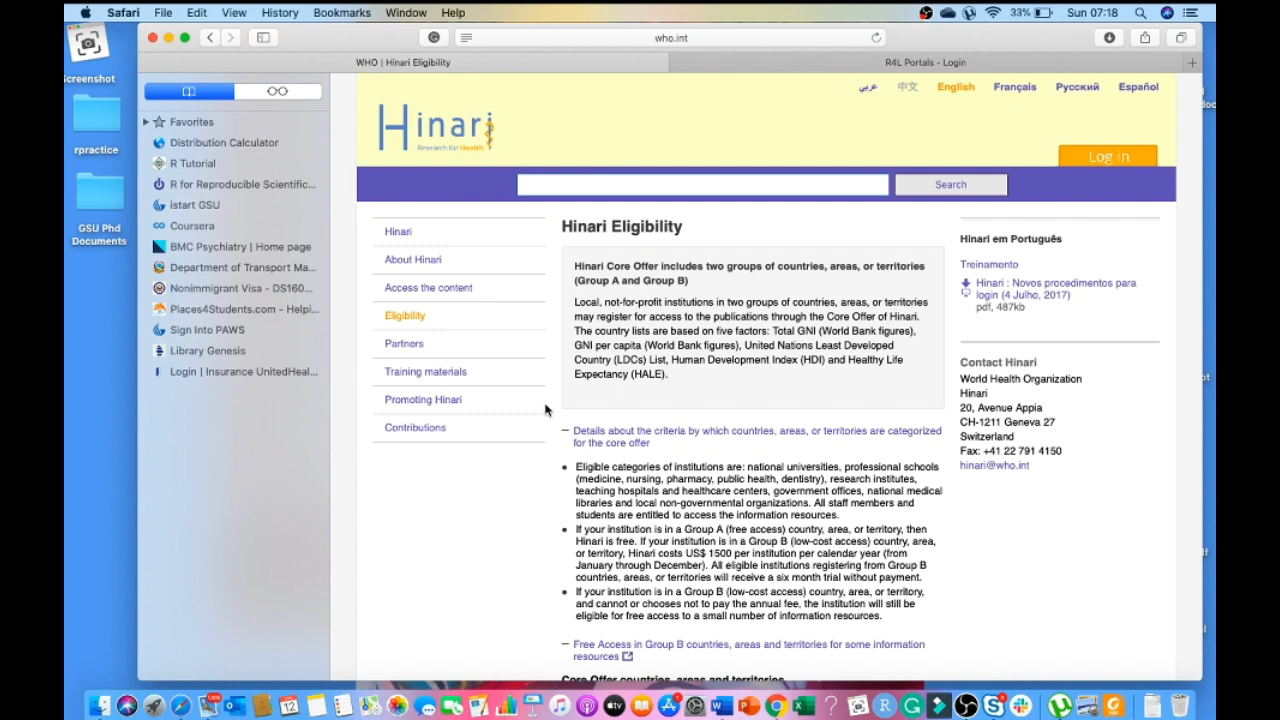 Safari File Edit View History Bookmarks Window Help
33% Sun 07:18
who.int
WHO | Hinari Eligibility
R4L Portals - Login
Screenshot
rpractice
GSU Phd
Documents
Favorites
Distribution Calculator
R Tutorial
R for Reproducible Scientific...
istart GSU
Coursera
BMC Psychiatry | Home page
Department of Transport Ma...
Nonimmigrant Visa - DS160...
Places4Students.com - Helpi...
Sign Into PAWS
Library Genesis
Login | Insurance UnitedHeal...
عربي 中文 English Français Русский Español
Hinari
Research for Health
Log in
Search
Hinari
About Hinari
Access the content
Eligibility
Partners
Training materials
Promoting Hinari
Contributions
Hinari Eligibility
Hinari Core Offer includes two groups of countries, areas, or territories
(Group A and Group B)
Local, not-for-profit institutions in two groups of countries, areas, or territories
may register for access to the publications through the Core Offer of Hinari.
The country lists are based on five factors: Total GNI (World Bank figures),
GNI per capita (World Bank figures), United Nations Least Developed
Country (LDCs) List, Human Development Index (HDI) and Healthy Life
Expectancy (HALE).
Details about the criteria by which countries, areas, or territories are categorized
for the core offer
Eligible categories of institutions are: national universities, professional schools
(medicine, nursing, pharmacy, public health, dentistry), research institutes,
teaching hospitals and healthcare centers, government offices, national medical
libraries and local non-governmental organizations. All staff members and
students are entitled to access the information resources.
If your institution is in a Group A (free access) country, area, or territory, then
Hinari is free. If your institution is in a Group B (low-cost access) country, area,
or territory, Hinari costs US$ 1500 per institution per calendar year (from
January through December). All eligible institutions registering from Group B
countries, areas, or territories will receive a six month trial without payment.
If your institution is in a Group B (low-cost access) country, area, or territory,
and cannot or chooses not to pay the annual fee, the institution will still be
eligible for free access to a small number of information resources.
Free Access in Group B countries, areas and territories for some information
resources
Core Offer countries, areas and territories
Hinari em Português
Treinamento
Hinari : Novos procedimentos para
login (4 Julho, 2017)
pdf, 487kb
Contact Hinari
World Health Organization
Hinari
20, Avenue Appia
CH-1211 Geneva 27
Switzerland
Fax: +41 22 791 4150
hinari@who.int